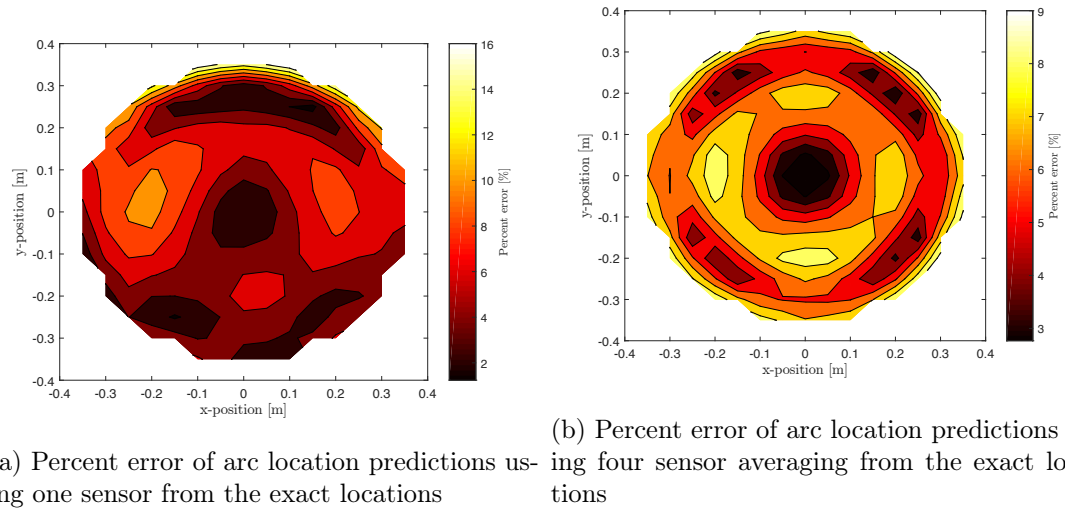 0.4
0.3
0.2
0.1
0
-0.1
-0.2
-0.3
-0.4
-0.4 -0.3 -0.2 -0.1 0 0.1 0.2 0.3 0.4
x-position [m]
y-position [m]
16
14
12
10
8
6
4
2
Percent error [%]
0.4
0.3
0.2
0.1
0
-0.1
-0.2
-0.3
-0.4
-0.4 -0.3 -0.2 -0.1 0 0.1 0.2 0.3 0.4
x-position [m]
y-position [m]
9
8
7
6
5
4
3
Percent error [%]
a) Percent error of arc location predictions us-
ng one sensor from the exact locations
(b) Percent error of arc location predictions
ing four sensor averaging from the exact lo
tions